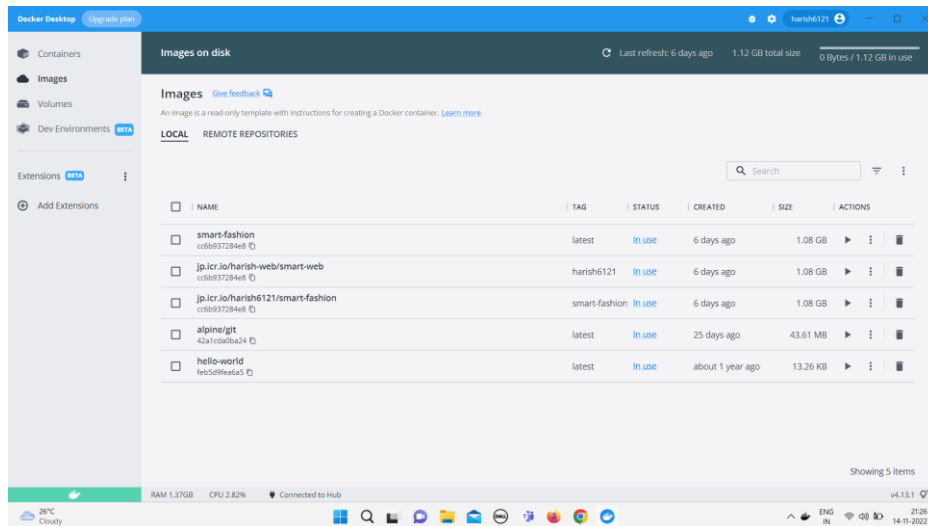 Docker Desktop Upgrade plan harish6121
Containers
Images
Volumes
Dev Environments BETA
Extensions BETA
Add Extensions
Images on disk Last refresh: 6 days ago 1.12 GB total size 0 Bytes / 1.12 GB in use
Images Give feedback
An image is a read-only template with instructions for creating a Docker container. Learn more
LOCAL REMOTE REPOSITORIES
Search
NAME TAG STATUS CREATED SIZE ACTIONS
smart-fashion latest In use 6 days ago 1.08 GB
cc6b937284e8
jp.icr.io/harish-web/smart-web harish6121 In use 6 days ago 1.08 GB
cc6b937284e8
jp.icr.io/harish6121/smart-fashion smart-fashion In use 6 days ago 1.08 GB
cc6b937284e8
alpine/git latest In use 25 days ago 43.61 MB
42a1cda0ba24
hello-world latest In use about 1 year ago 13.26 KB
feb5d9fea6a5
Showing 5 items
RAM 1.37GB CPU 2.82% Connected to Hub v4.13.1
26°C
Cloudy
DELL
ENG
IN
21:26
14-11-2022